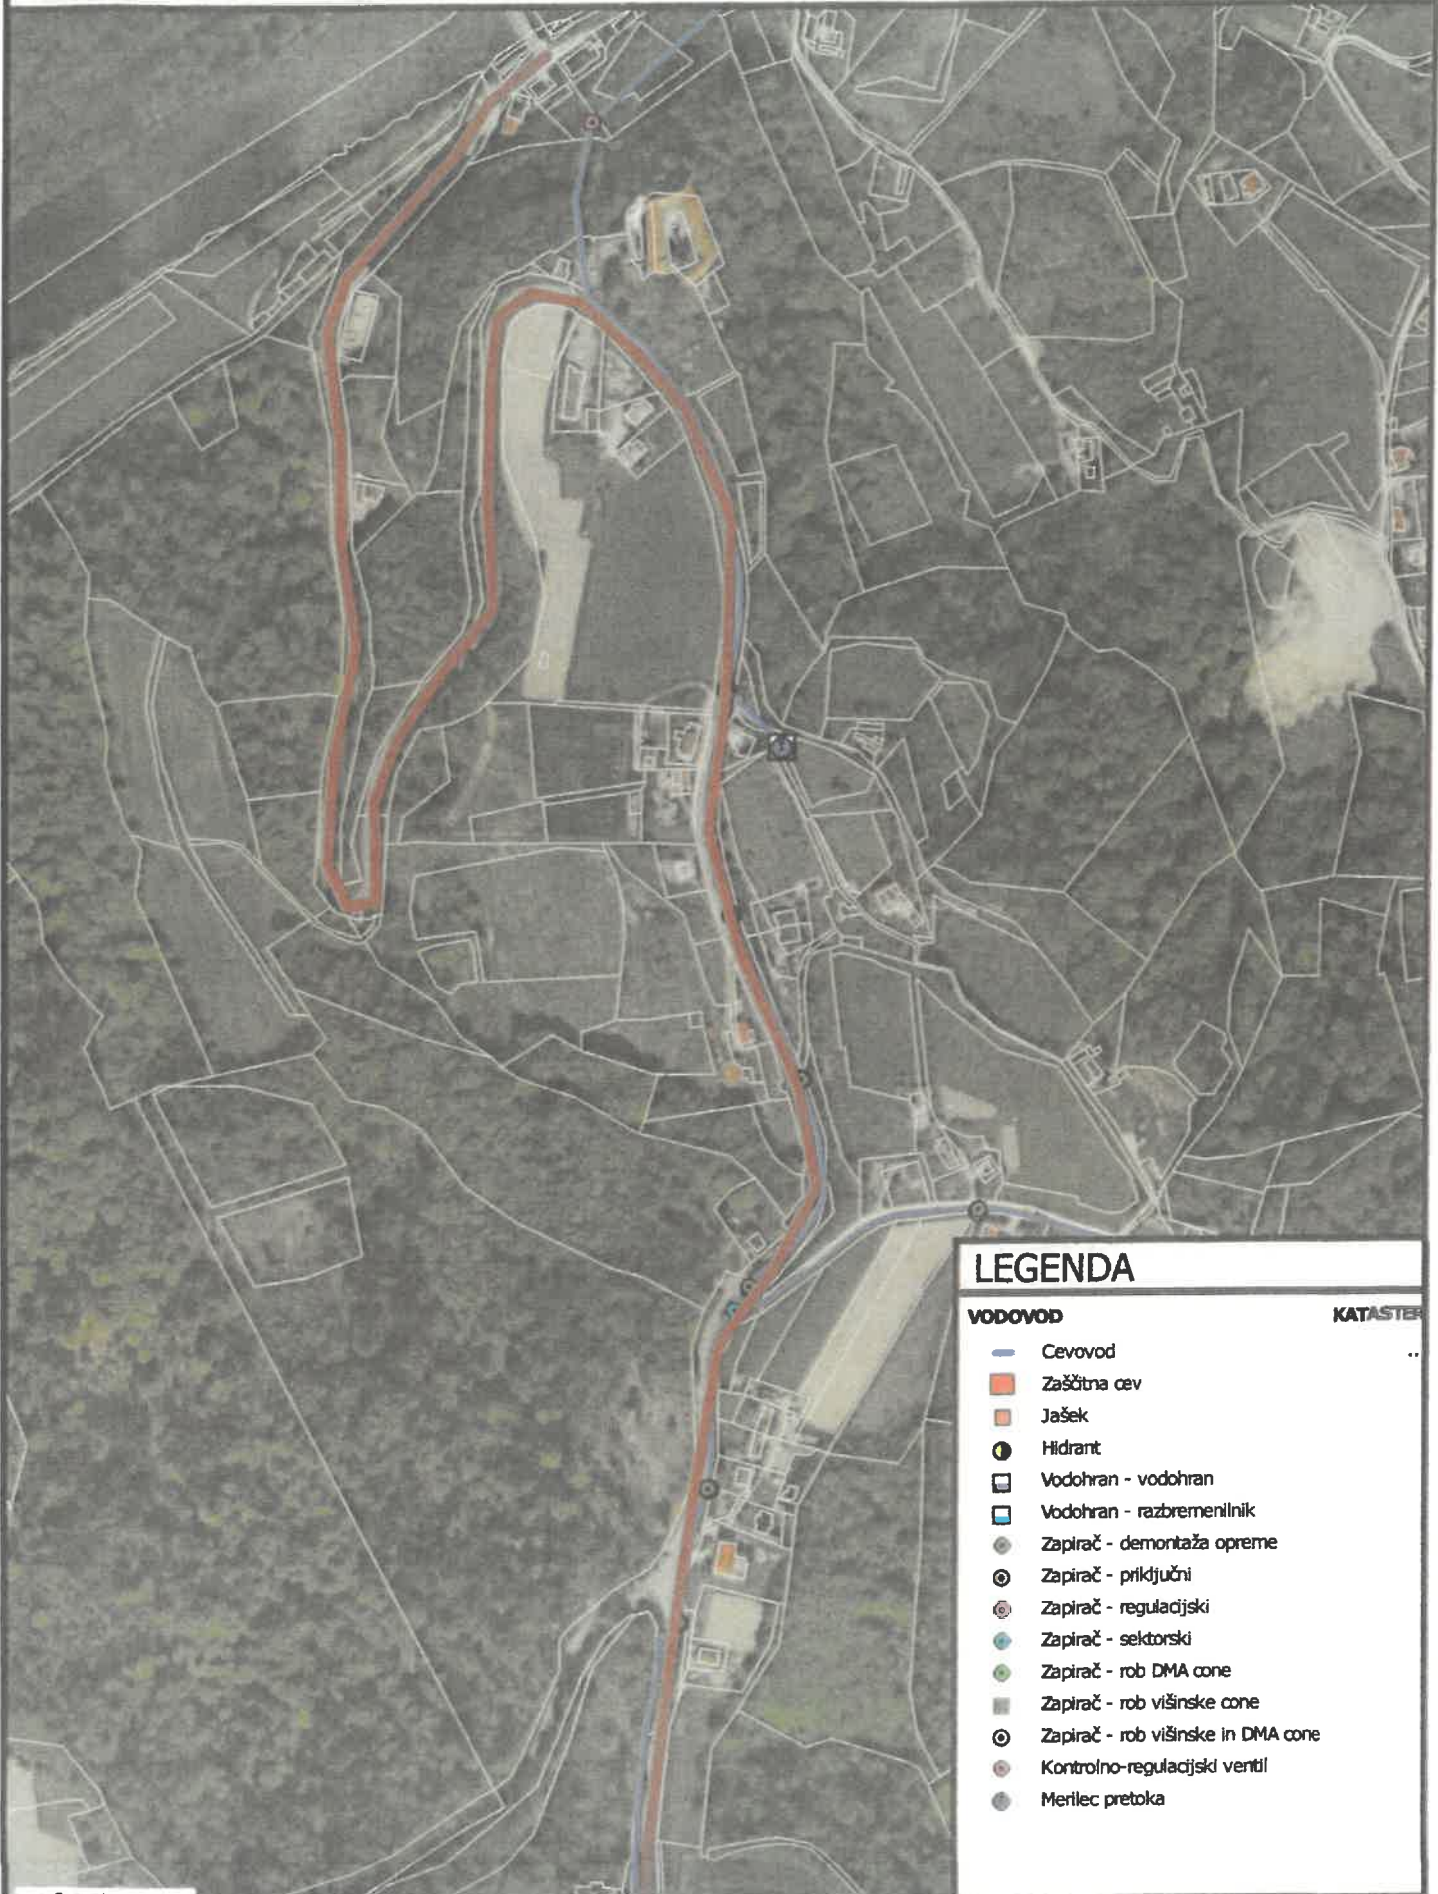 LEGENDA
VODOVOD KATASTER
Cevovod
Zaščitna cev
Jašek
Hidrant
Vodohran - vodohran
Vodohran - razbremenilnik
Zapirač - demontaža opreme
Zapirač - priključni
Zapirač - regulacijski
Zapirač - sektorski
Zapirač - rob DMA cone
Zapirač - rob višinske cone
Zapirač - rob višinske in DMA cone
Kontrolno-regulacijski ventil
Merilec pretoka